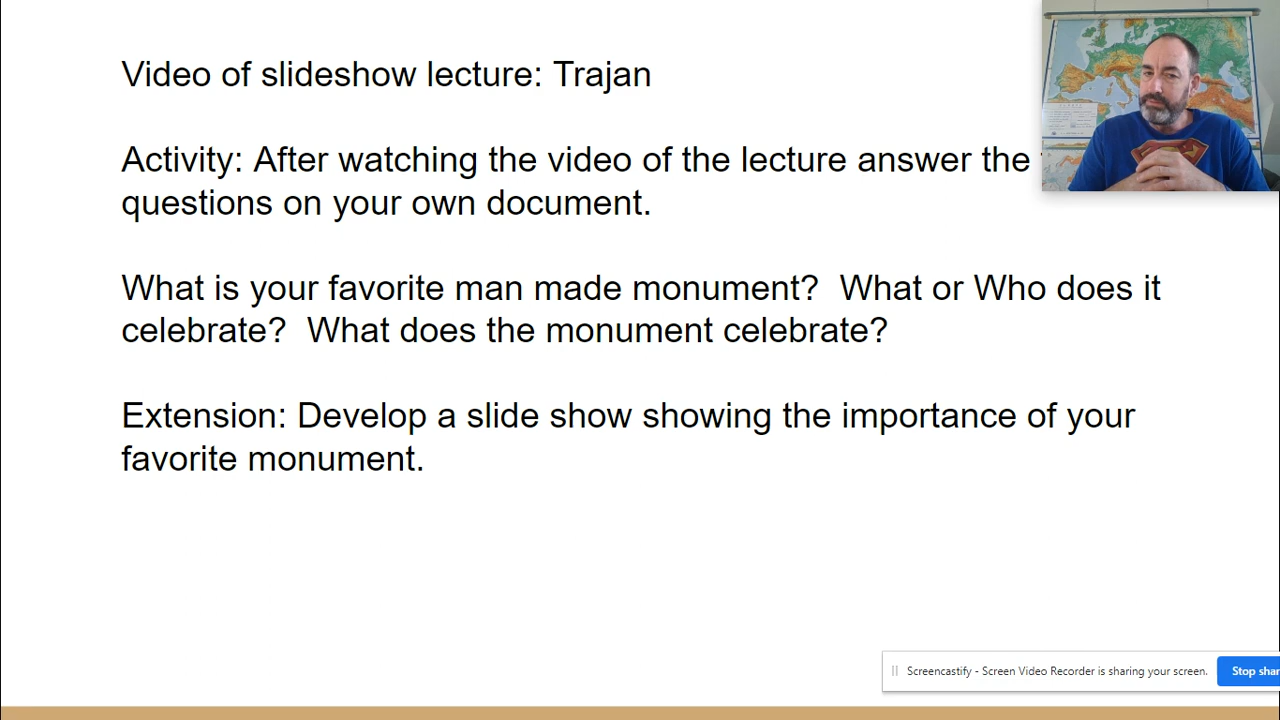 Video of slideshow lecture: Trajan
Activity: After watching the video of the lecture answer the
questions on your own document.
What is your favorite man made monument?  What or Who does it
celebrate?  What does the monument celebrate?
Extension: Develop a slide show showing the importance of your
favorite monument.
Screencastify - Screen Video Recorder is sharing your screen.
Stop shar